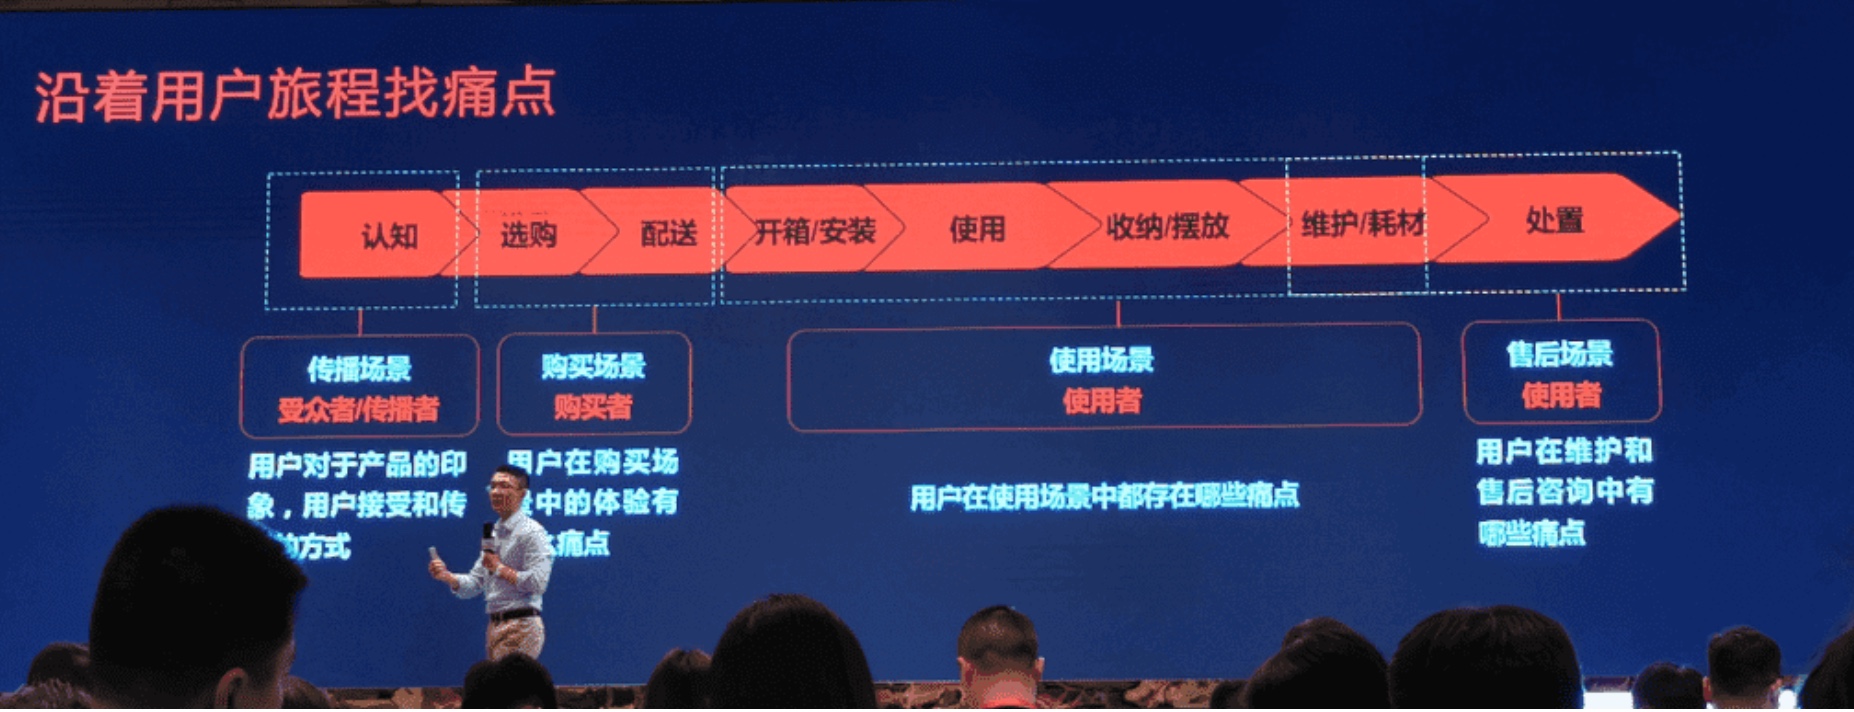 沿着用户旅程找痛点
认知
选购
配送
开箱/安装
使用
收纳/摆放
维护/耗材
处置
传播场景
受众者/传播者
用户对于产品的印
象，用户接受和传
的方式
购买场景
购买者
用户在购买场
中的体验有
痛点
使用场景
使用者
用户在使用场景中都存在哪些痛点
售后场景
使用者
用户在维护和
售后咨询中有
哪些痛点